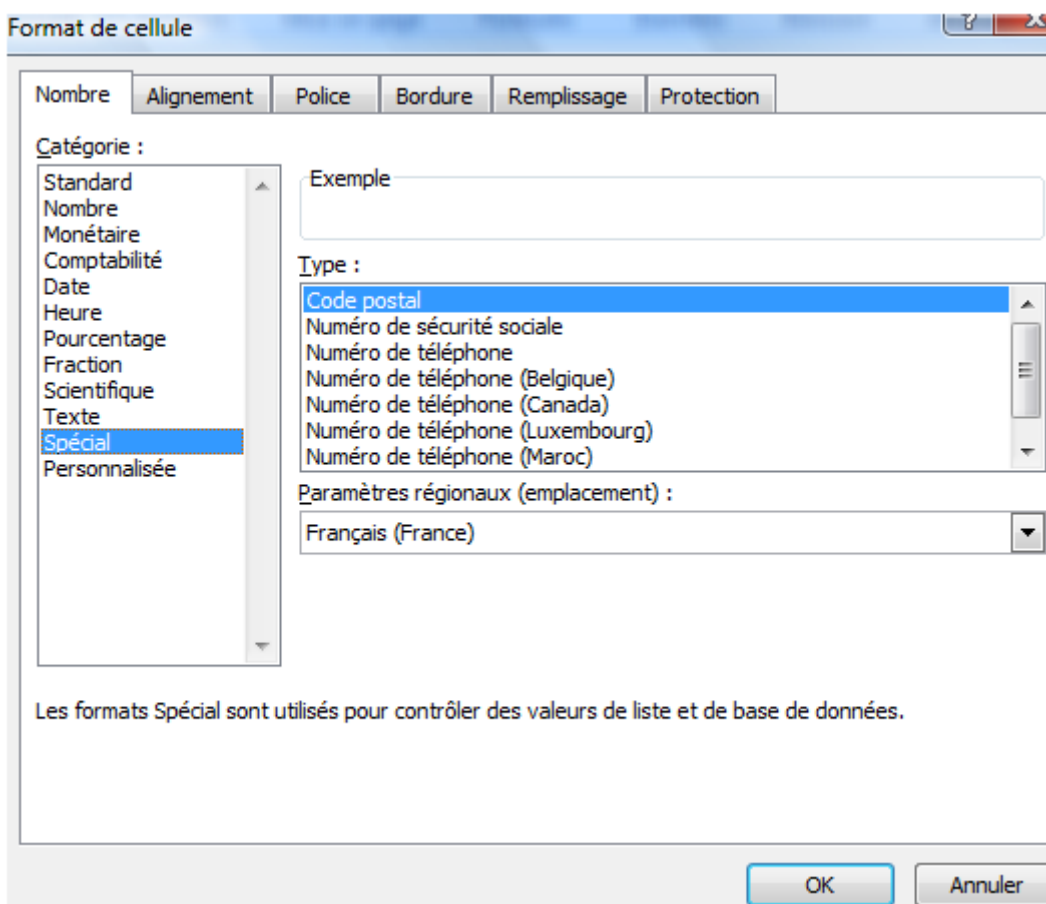 Format de cellule
?
Nombre Alignement Police Bordure Remplissage Protection
Catégorie :
Standard
Nombre
Monétaire
Comptabilité
Date
Heure
Pourcentage
Fraction
Scientifique
Texte
Spécial
Personnalisée
Exemple
Type :
Code postal
Numéro de sécurité sociale
Numéro de téléphone
Numéro de téléphone (Belgique)
Numéro de téléphone (Canada)
Numéro de téléphone (Luxembourg)
Numéro de téléphone (Maroc)
Paramètres régionaux (emplacement) :
Français (France)
Les formats Spécial sont utilisés pour contrôler des valeurs de liste et de base de données.
OK Annuler